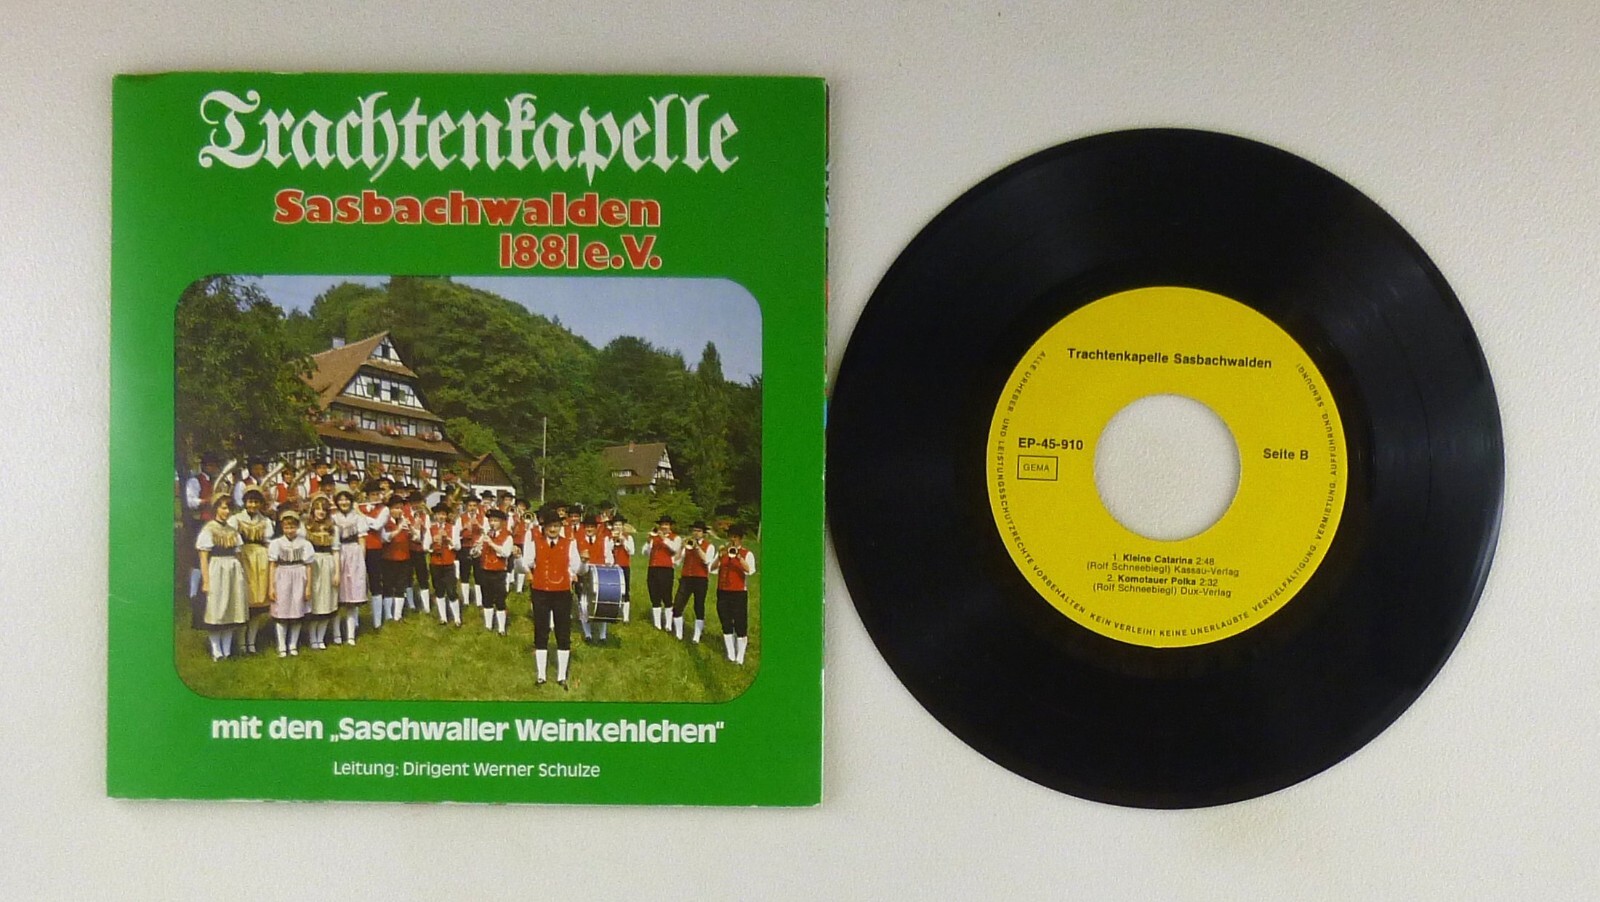 Trachtenkapelle
Sasbachwalden
1881 e.V.
mit den „Saschwaller Weinkehlchen“
Leitung: Dirigent Werner Schulze
Trachtenkapelle Sasbachwalden
EP-45-910
GEMA
Seite B
1. Kleine Catarina 2:48
(Rolf Schneebiegl) Kassau-Verlag
2. Komotauer Polka 2:32
(Rolf Schneebiegl) Dux-Verlag
ALLE URHEBER- UND LEISTUNGSSCHUTZRECHTE VORBEHALTEN. KEIN VERLEIH! KEINE UNERLAUBTE VERVIELFÄLTIGUNG, VERMIETUNG, AUFFÜHRUNG, SENDUNG!